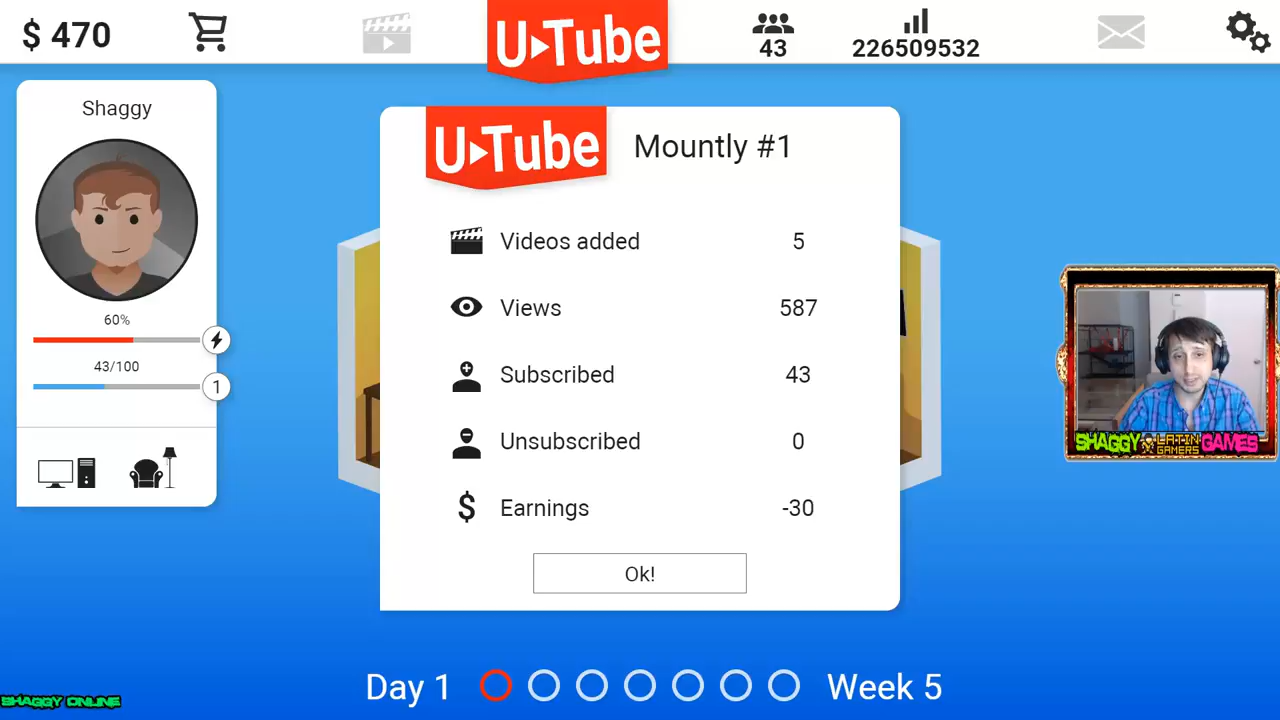 $ 470
U Tube
43
226509532
Shaggy
60%
43/100
1
U Tube
Mountly #1
Videos added 5
Views 587
Subscribed 43
Unsubscribed 0
$ Earnings -30
Ok!
Day 1
Week 5
SHAGGY LATIN GAMERS GAMES
SHAGGY ONLINE